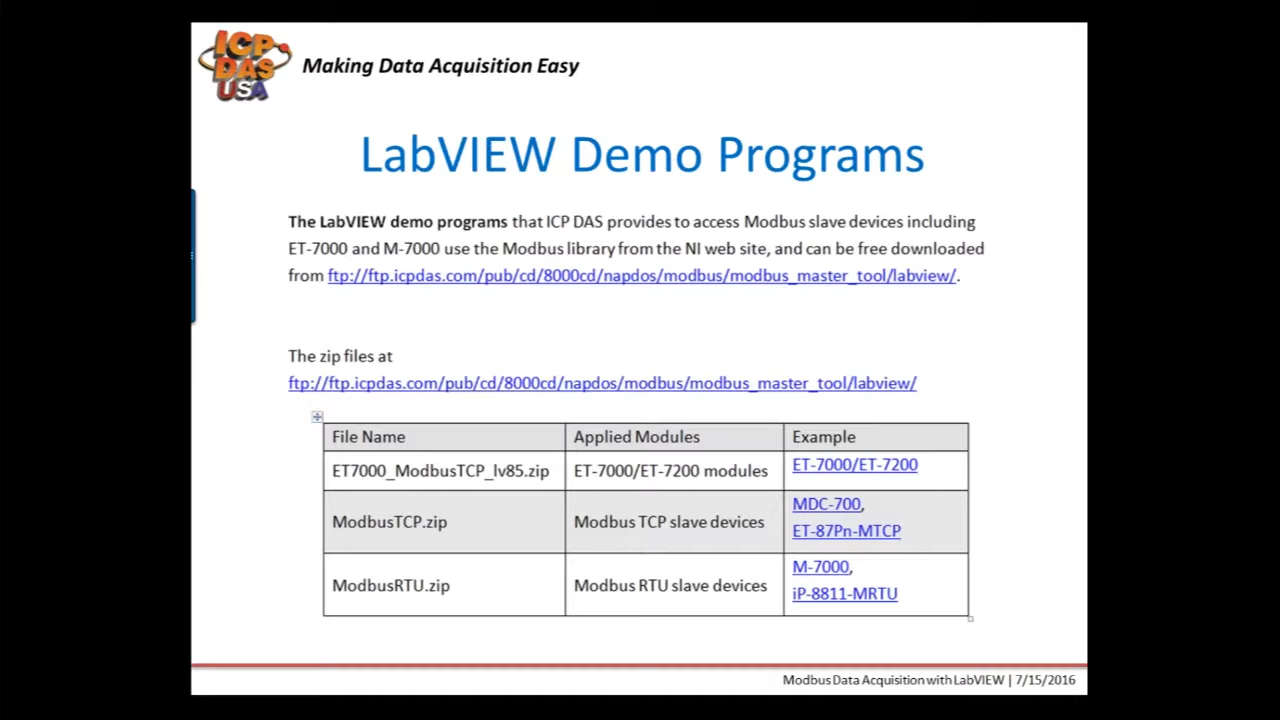 ICP
DAS
USA
Making Data Acquisition Easy
LabVIEW Demo Programs
The LabVIEW demo programs that ICP DAS provides to access Modbus slave devices including
ET-7000 and M-7000 use the Modbus library from the NI web site, and can be free downloaded
from ftp://ftp.icpdas.com/pub/cd/8000cd/napdos/modbus/modbus_master_tool/labview/.
The zip files at
ftp://ftp.icpdas.com/pub/cd/8000cd/napdos/modbus/modbus_master_tool/labview/
File Name Applied Modules Example
ET7000_ModbusTCP_lv85.zip ET-7000/ET-7200 modules ET-7000/ET-7200
ModbusTCP.zip Modbus TCP slave devices MDC-700,
ET-87Pn-MTCP
ModbusRTU.zip Modbus RTU slave devices M-7000,
iP-8811-MRTU
Modbus Data Acquisition with LabVIEW | 7/15/2016